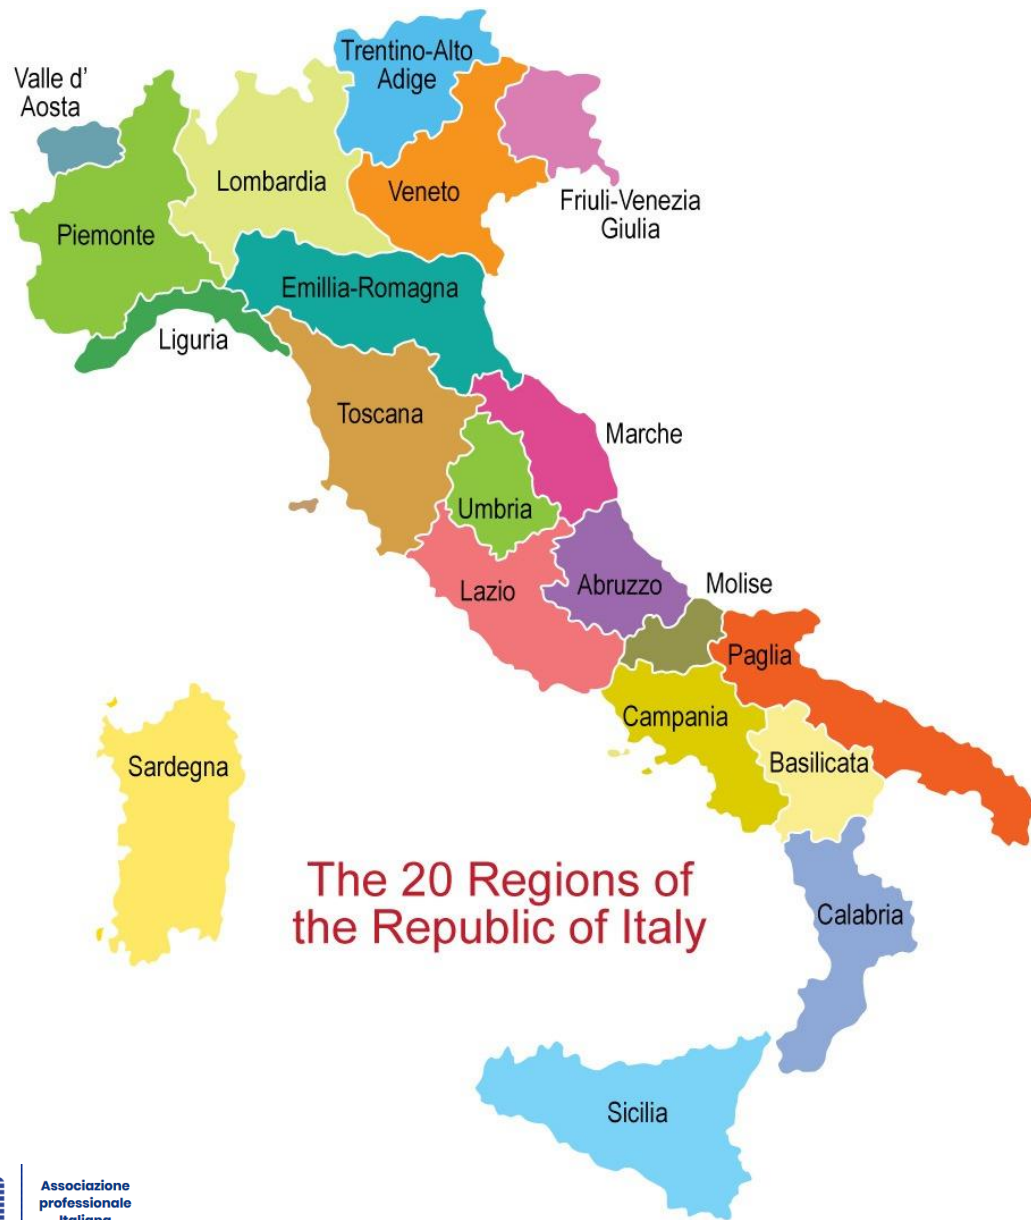 Trentino-Alto
Adige
Valle d'
Aosta
Lombardia
Veneto
Friuli-Venezia
Giulia
Piemonte
Emillia-Romagna
Liguria
Toscana
Marche
Umbria
Lazio
Abruzzo
Molise
Paglia
Campania
Basilicata
Sardegna
The 20 Regions of
the Republic of Italy
Calabria
Sicilia
Associazione
professionale
Italiana